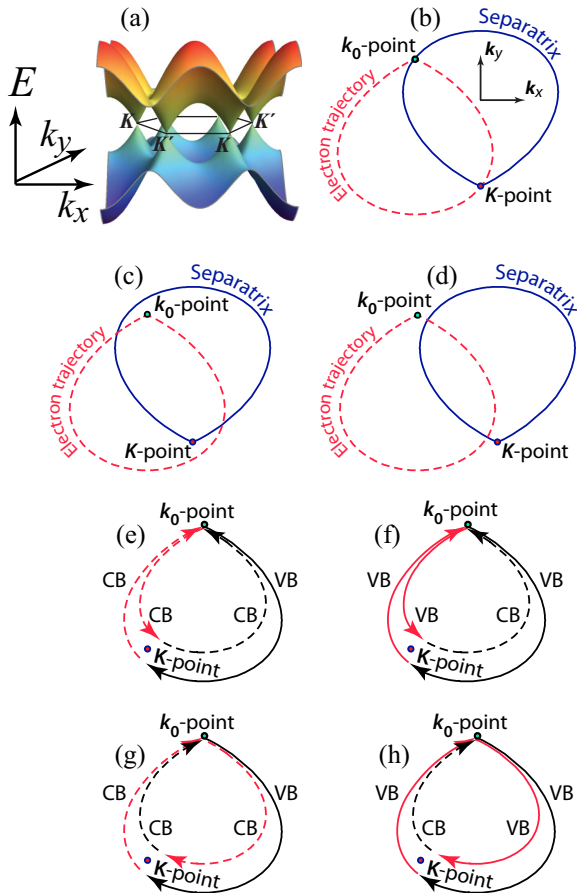 (a)
E
k_y
k_x
K
K′
K′
K
(b)
k₀-point
Separatrix
k_y
k_x
Electron trajectory
K-point
(c)
Separatrix
k₀-point
Electron trajectory
K-point
(d)
Separatrix
k₀-point
Electron trajectory
K-point
(e)
k₀-point
CB
VB
CB
CB
K-point
(f)
k₀-point
VB
VB
VB
CB
K-point
(g)
k₀-point
CB
VB
CB
CB
K-point
(h)
k₀-point
VB
VB
CB
VB
K-point